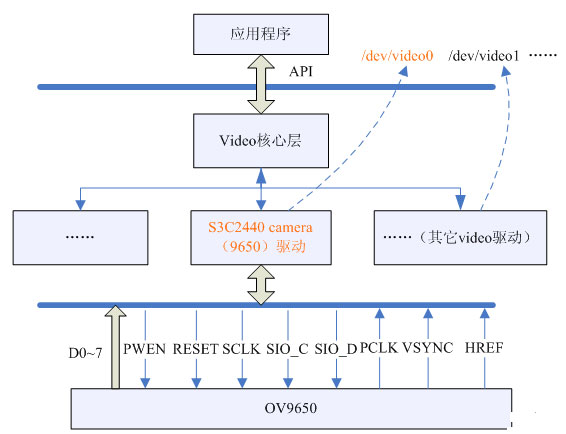 应用程序
/dev/video0
/dev/video1
……
API
Video核心层
……
S3C2440 camera
（9650）驱动
……（其它video驱动）
D0~7
PWEN
RESET
SCLK
SIO_C
SIO_D
PCLK
VSYNC
HREF
OV9650